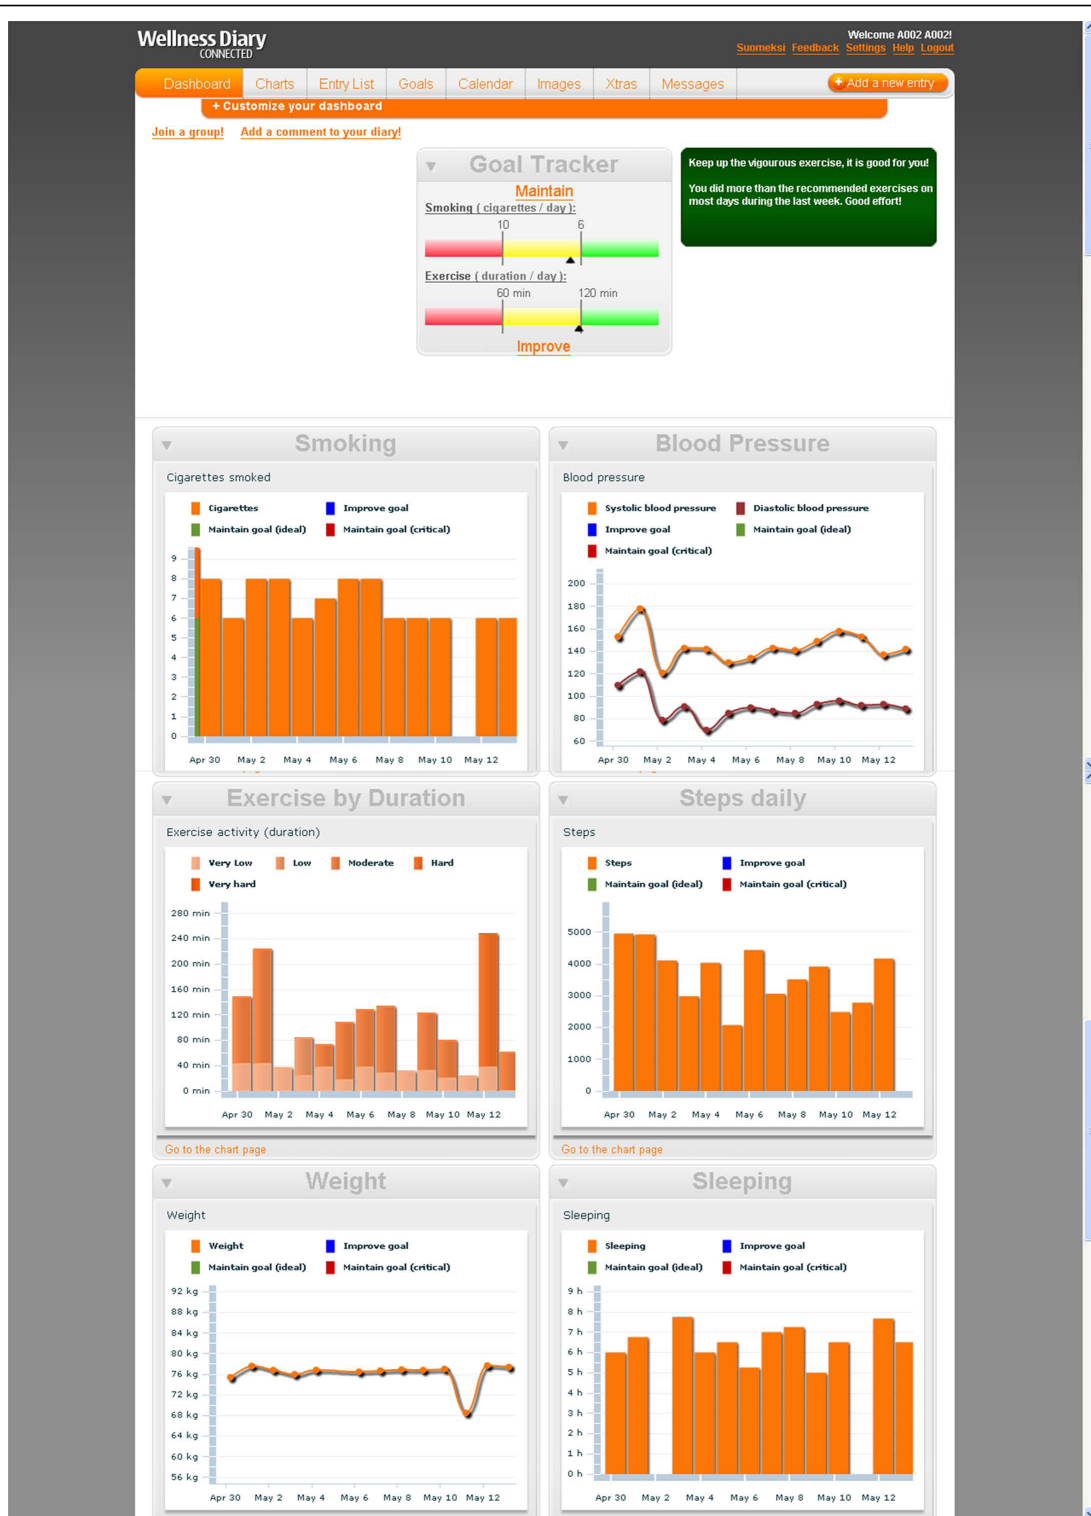 Wellness Diary
CONNECTED
Welcome A002 A002!
Suomeksi Feedback Settings Help Logout
Dashboard Charts Entry List Goals Calendar Images Xtras Messages + Add a new entry
+ Customize your dashboard
Join a group! Add a comment to your diary!
Goal Tracker
Maintain
Smoking ( cigarettes / day ):
10 6
Exercise ( duration / day ):
60 min 120 min
Improve
Keep up the vigourous exercise, it is good for you!
You did more than the recommended exercises on
most days during the last week. Good effort!
Smoking
Cigarettes smoked
Cigarettes Improve goal
Maintain goal (ideal) Maintain goal (critical)
9
8
7
6
5
4
3
2
1
0
Apr 30 May 2 May 4 May 6 May 8 May 10 May 12
Blood Pressure
Blood pressure
Systolic blood pressure Diastolic blood pressure
Improve goal Maintain goal (ideal)
Maintain goal (critical)
200
180
160
140
120
100
80
60
Apr 30 May 2 May 4 May 6 May 8 May 10 May 12
Exercise by Duration
Exercise activity (duration)
Very Low Low Moderate Hard
Very hard
280 min
240 min
200 min
160 min
120 min
80 min
40 min
0 min
Apr 30 May 2 May 4 May 6 May 8 May 10 May 12
Go to the chart page
Steps daily
Steps
Steps Improve goal
Maintain goal (ideal) Maintain goal (critical)
5000
4000
3000
2000
1000
0
Apr 30 May 2 May 4 May 6 May 8 May 10 May 12
Go to the chart page
Weight
Weight
Weight Improve goal
Maintain goal (ideal) Maintain goal (critical)
92 kg
88 kg
84 kg
80 kg
76 kg
72 kg
68 kg
64 kg
60 kg
56 kg
Apr 30 May 2 May 4 May 6 May 8 May 10 May 12
Sleeping
Sleeping
Sleeping Improve goal
Maintain goal (ideal) Maintain goal (critical)
9 h
8 h
7 h
6 h
5 h
4 h
3 h
2 h
1 h
0 h
Apr 30 May 2 May 4 May 6 May 8 May 10 May 12